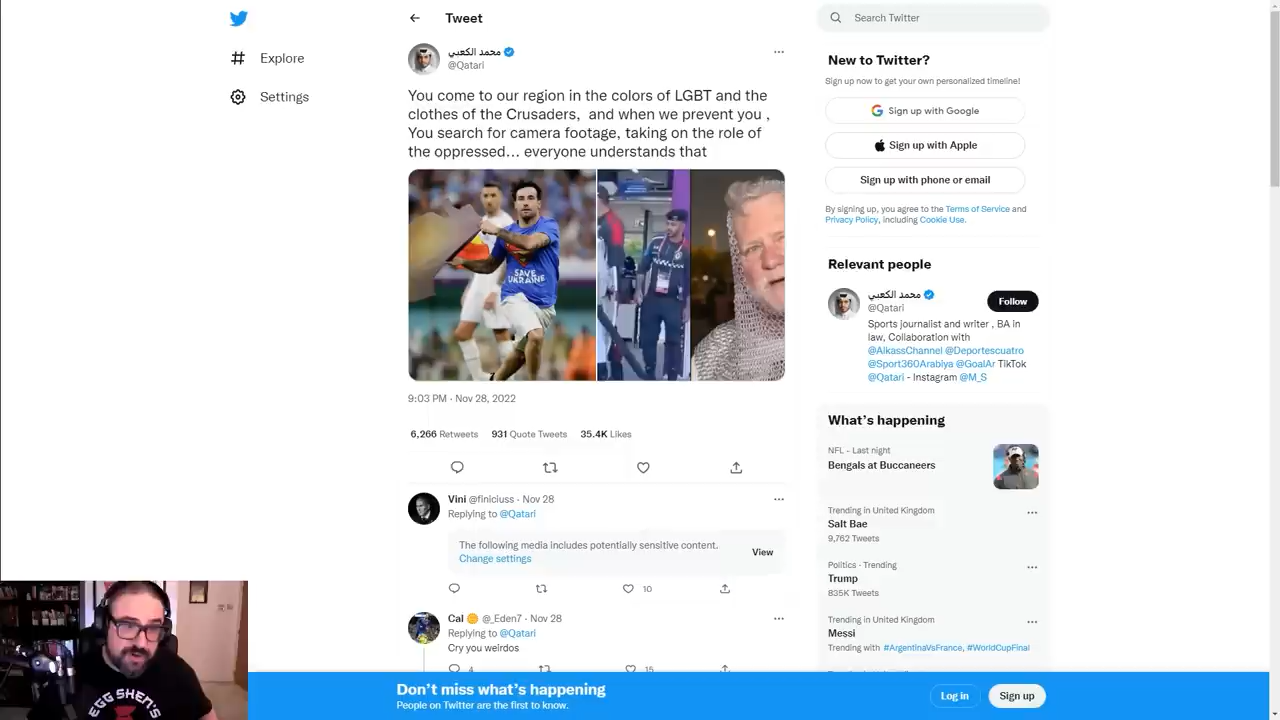 Tweet
Search Twitter
Explore
Settings
محمد الكعبي
@Qatari
You come to our region in the colors of LGBT and the
clothes of the Crusaders, and when we prevent you ,
You search for camera footage, taking on the role of
the oppressed... everyone understands that
SAVE
UKRAINE
9:03 PM · Nov 28, 2022
6,266 Retweets 931 Quote Tweets 35.4K Likes
Vini @finiciuss · Nov 28
Replying to @Qatari
The following media includes potentially sensitive content.
Change settings
View
10
Cal @_Eden7 · Nov 28
Replying to @Qatari
Cry you weirdos
4 15
New to Twitter?
Sign up now to get your own personalized timeline!
Sign up with Google
Sign up with Apple
Sign up with phone or email
By signing up, you agree to the Terms of Service and
Privacy Policy, including Cookie Use.
Relevant people
محمد الكعبي
@Qatari
Follow
Sports journalist and writer , BA in
law, Collaboration with
@AlkassChannel @Deportescuatro
@Sport360Arabiya @GoalAr TikTok
@Qatari - Instagram @M_S
What's happening
NFL · Last night
Bengals at Buccaneers
Trending in United Kingdom
Salt Bae
9,762 Tweets
Politics · Trending
Trump
835K Tweets
Trending in United Kingdom
Messi
Trending with #ArgentinaVsFrance, #WorldCupFinal
EGG SHEN'S
Don't miss what's happening
People on Twitter are the first to know.
Log in
Sign up